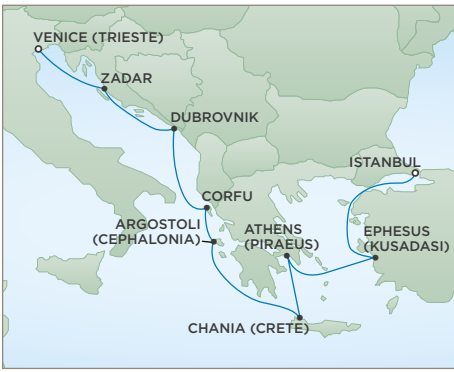 VENICE (TRIESTE)
ZADAR
DUBROVNIK
ISTANBUL
CORFU
ARGOSTOLI
(CEPHALONIA)
ATHENS
(PIRAEUS)
EPHESUS
(KUSADASI)
CHANIA (CRETE)